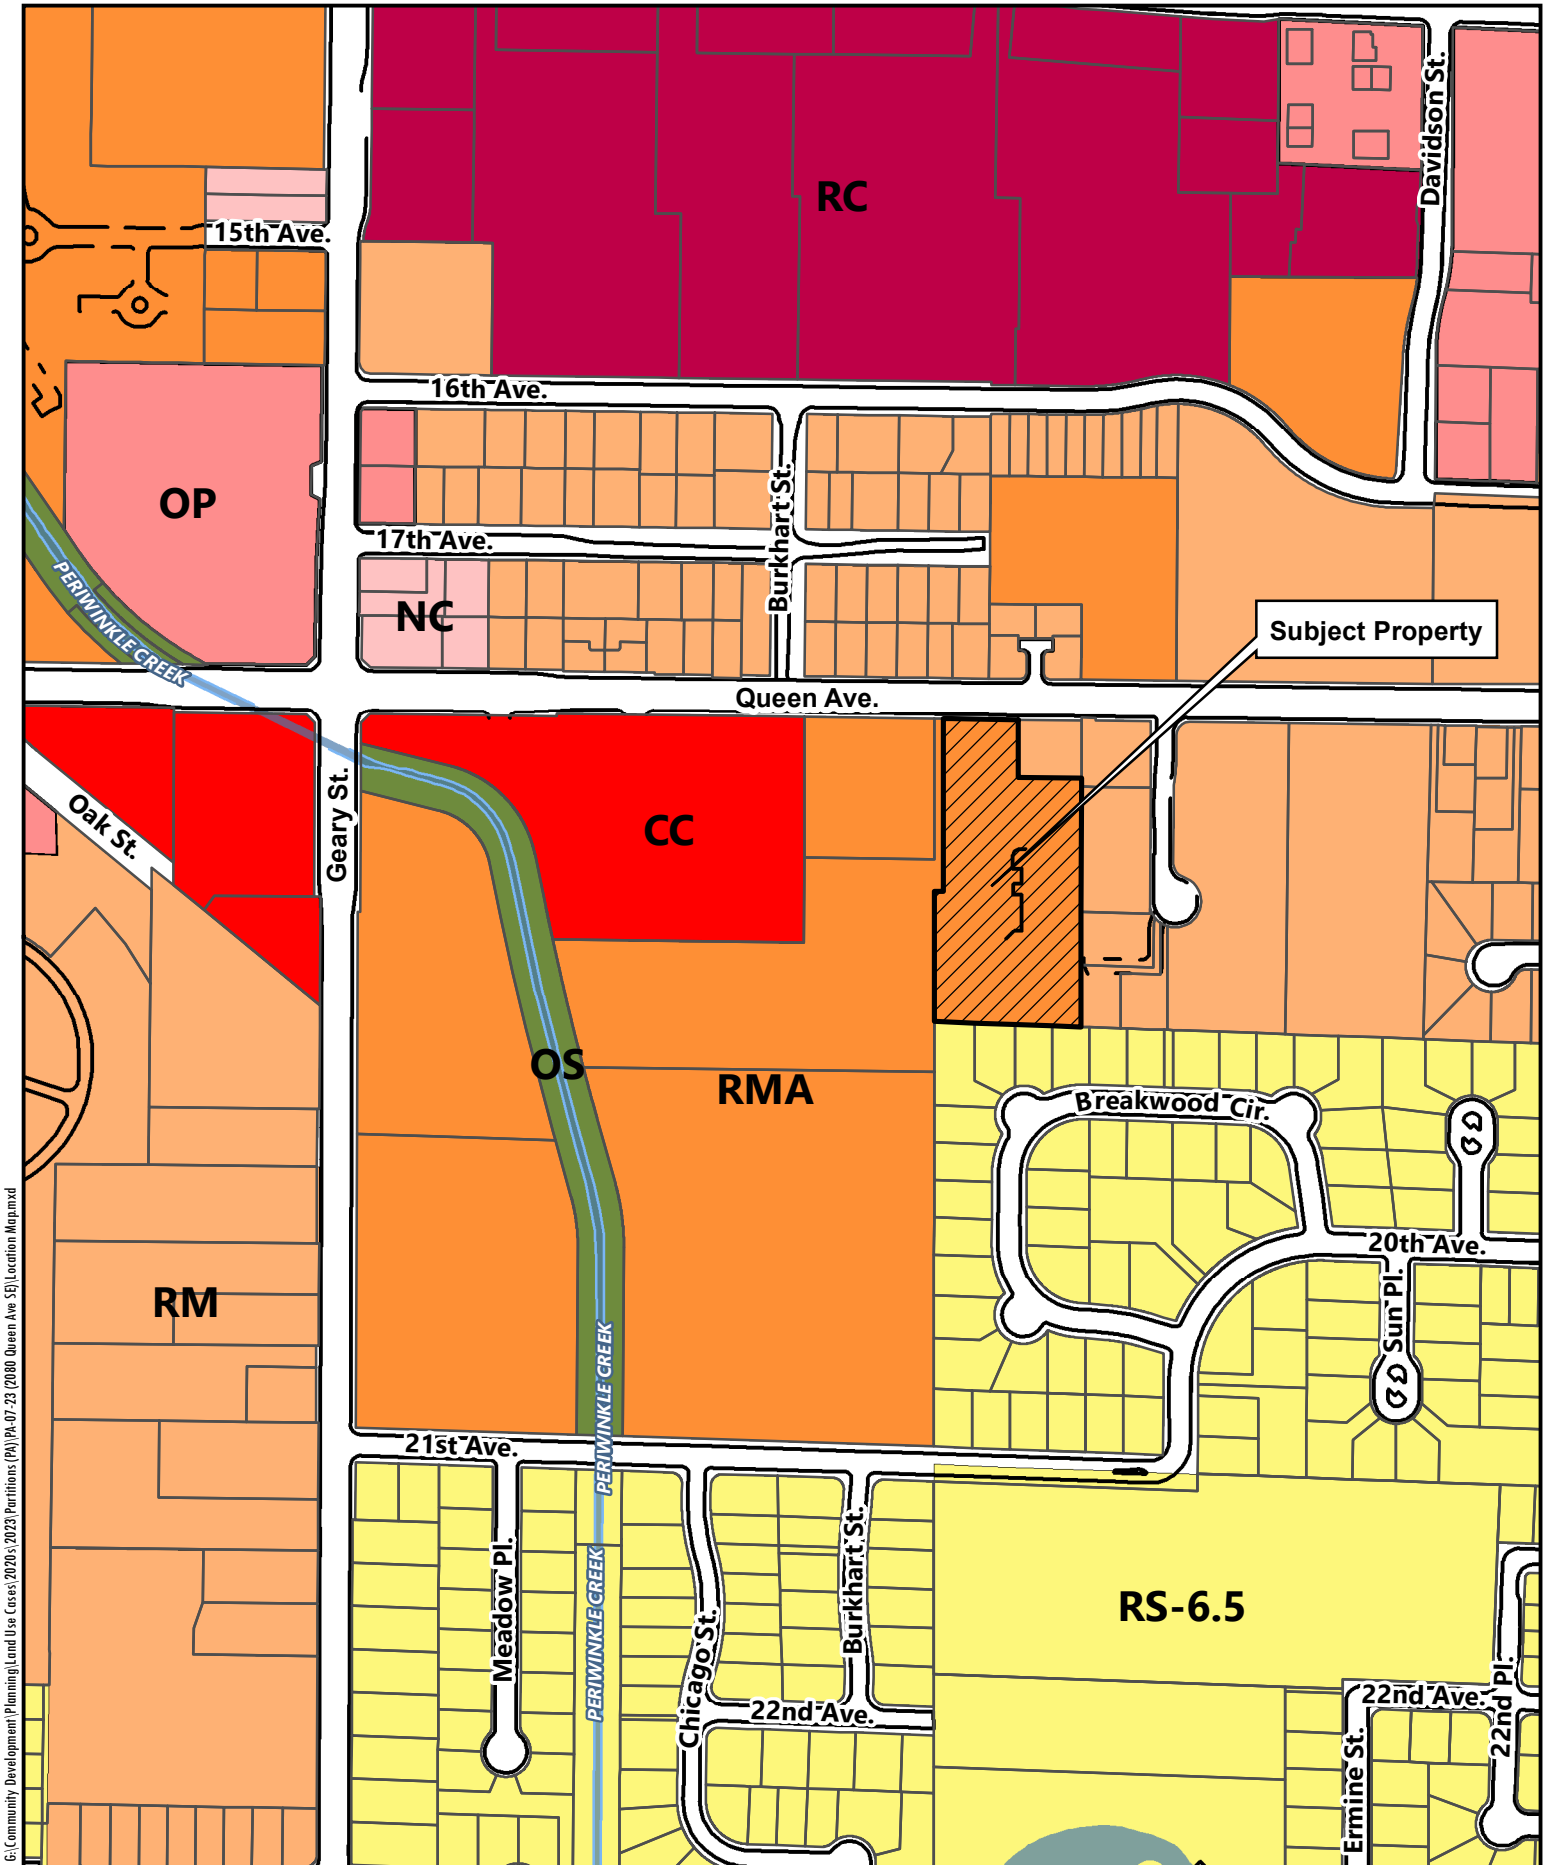 Davidson St.
RC
15th Ave.
16th Ave.
OP
Burkhart St.
17th Ave.
NC
PERIWINKLE CREEK
Subject Property
Queen Ave.
Oak St.
Geary St.
CC
OS
RMA
Breakwood Cir.
20th Ave.
Sun Pl.
RM
PERIWINKLE CREEK
21st Ave.
Meadow Pl.
PERIWINKLE CREEK
Chicago St.
Burkhart St.
RS-6.5
22nd Ave.
22nd Ave.
22nd Pl.
Ermine St.
G:\Community Development\Planning\Land Use Cases\2020s\2023\Partitions (PA)\PA-07-23 (2080 Queen Ave SE)\Location Map.mxd